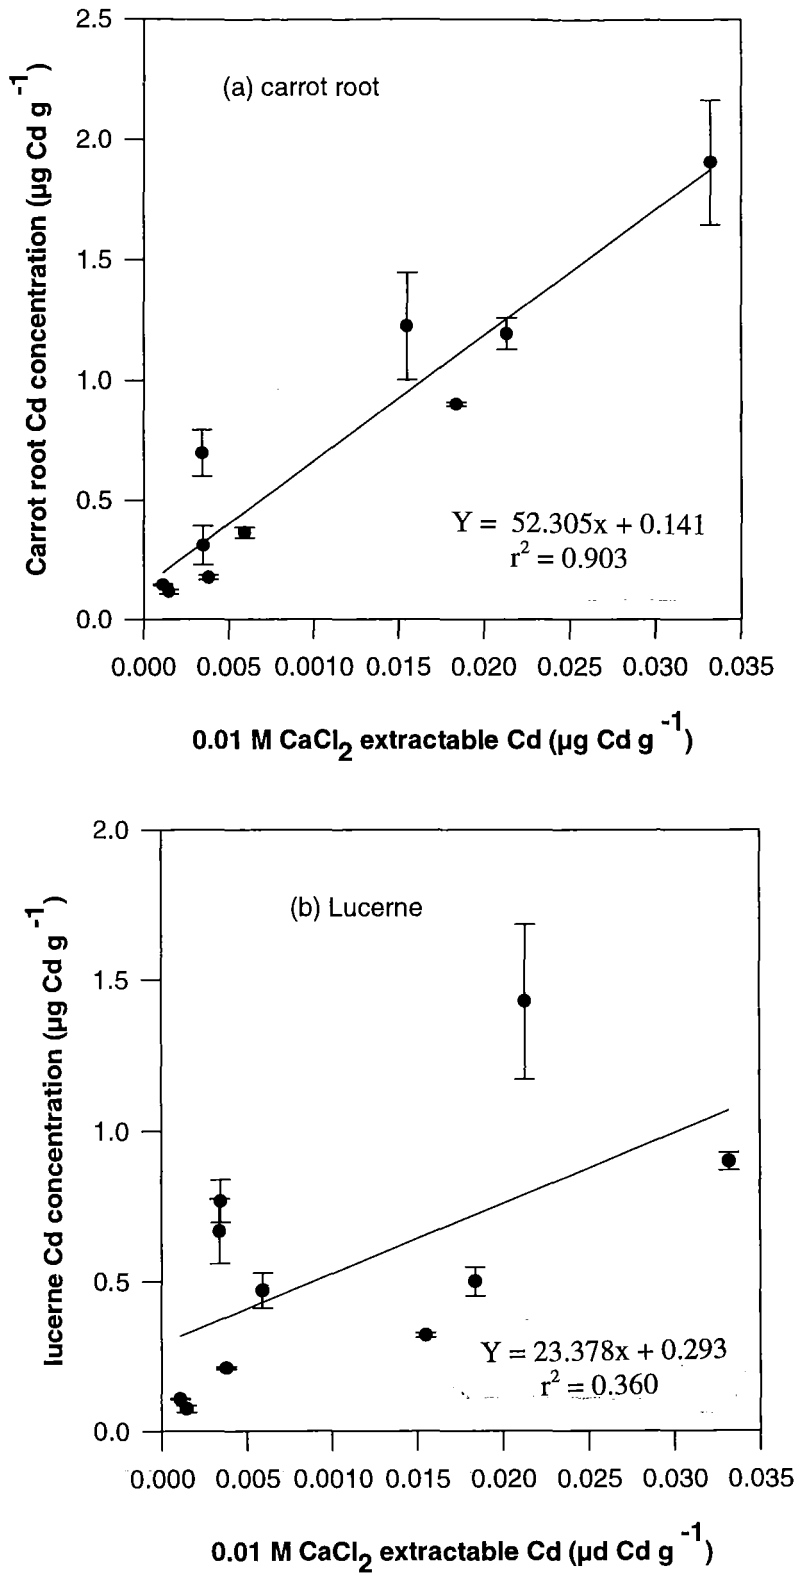 2.5
(a) carrot root
2.0
1.5
1.0
0.5
0.0
Carrot root Cd concentration (µg Cd g -1)
Y = 52.305x + 0.141
r2 = 0.903
0.000 0.005 0.0010 0.015 0.020 0.025 0.030 0.035
0.01 M CaCl2 extractable Cd (µg Cd g -1)
2.0
(b) Lucerne
1.5
1.0
0.5
0.0
lucerne Cd concentration (µg Cd g -1)
Y = 23.378x + 0.293
r2 = 0.360
0.000 0.005 0.0010 0.015 0.020 0.025 0.030 0.035
0.01 M CaCl2 extractable Cd (µd Cd g -1)